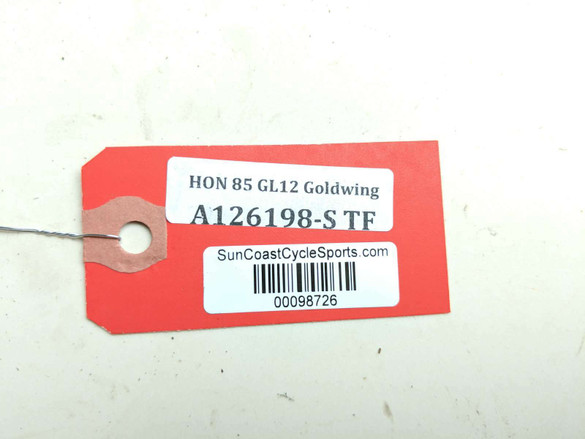 HON 85 GL12 Goldwing
A126198-S TF
SunCoastCycleSports.com
00098726